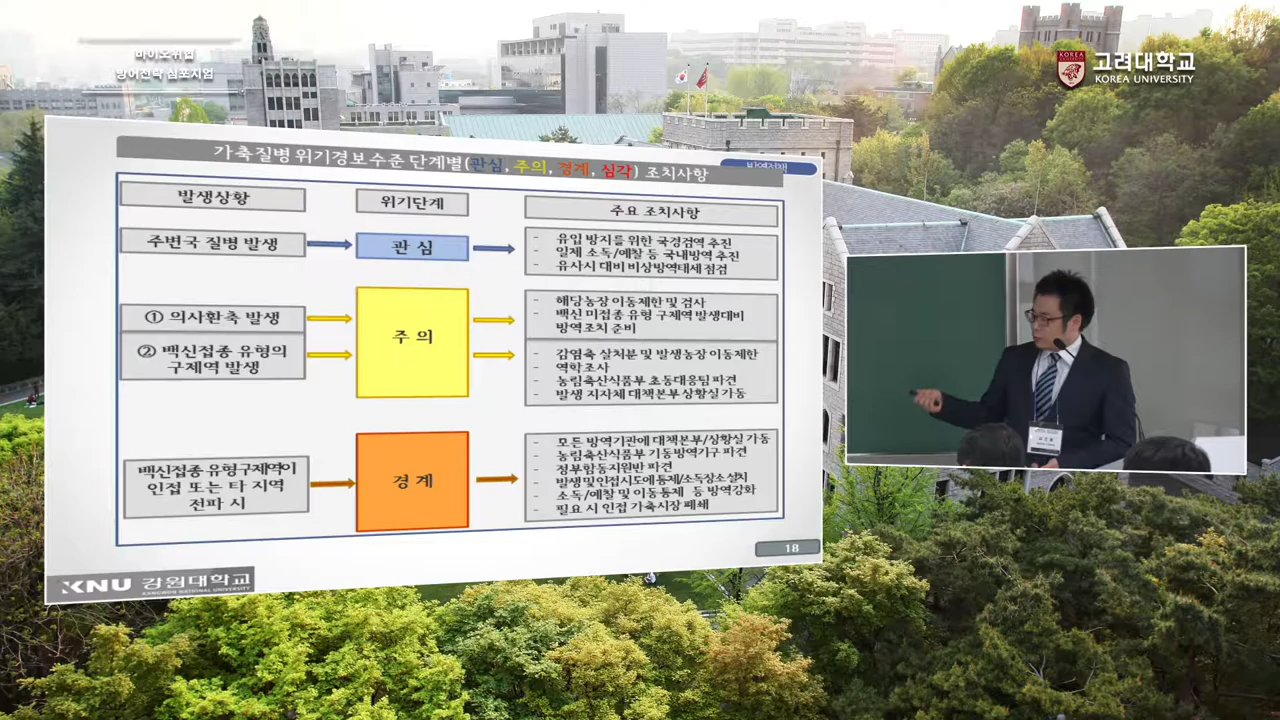 바이오위협
방어전략 심포지엄
KOREA
고려대학교
KOREA UNIVERSITY
가축질병 위기경보수준 단계별(관심, 주의, 경계, 심각) 조치사항
발생상황
위기단계
주요 조치사항
주변국 질병 발생
관 심
- 유입 방지를 위한 국경검역 추진
- 일제 소독/예찰 등 국내방역 추진
- 유사시 대비 비상방역태세 점검
① 의사환축 발생
② 백신접종 유형의
구제역 발생
주 의
- 해당농장 이동제한 및 검사
- 백신 미접종 유형 구제역 발생대비
방역조치 준비
- 감염축 살처분 및 발생농장 이동제한
- 역학조사
- 농림축산식품부 초동대응팀 파견
- 발생 지자체 대책본부 상황실 가동
백신접종 유형구제역이
인접 또는 타 지역
전파 시
경 계
- 모든 방역기관에 대책본부/상황실 가동
- 농림축산식품부 기동방역기구 파견
- 정부합동지원반 파견
- 발생 및 인접시도에 통제/소독장소 설치
- 소독/예찰 및 이동통제 등 방역강화
- 필요 시 인접 가축시장 폐쇄
18
KNU 강원대학교
KANGWON NATIONAL UNIVERSITY